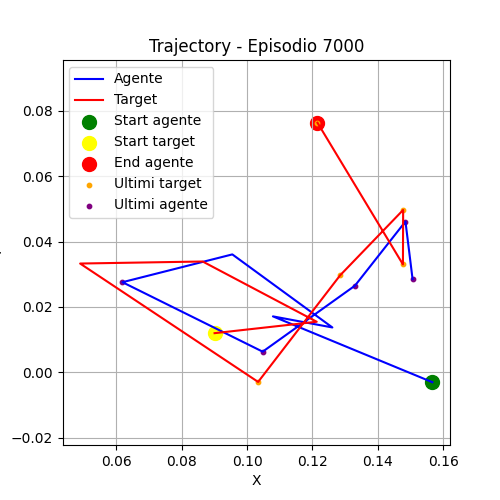 Trajectory - Episodio 7000
Agente
Target
Start agente
Start target
End agente
Ultimi target
Ultimi agente
0.08
0.06
0.04
0.02
0.00
−0.02
0.06
0.08
0.10
0.12
0.14
0.16
X